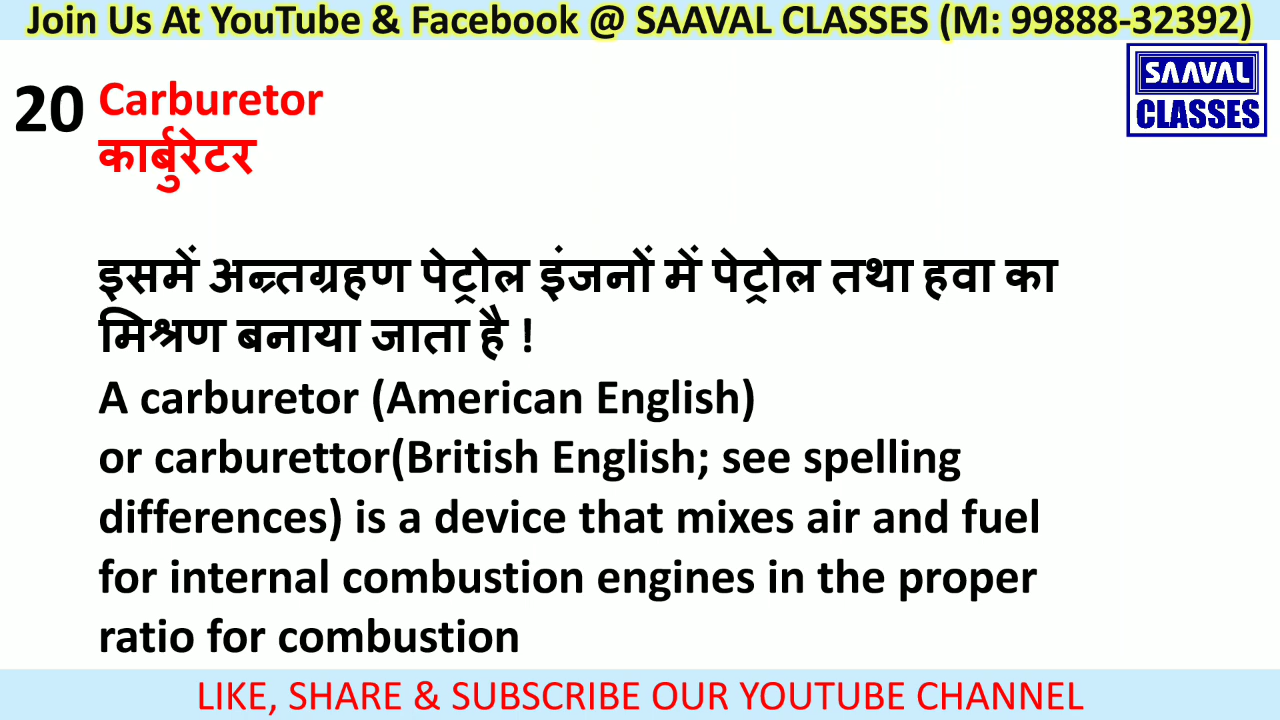 Join Us At YouTube & Facebook @ SAAVAL CLASSES (M: 99888-32392)
SAAVAL
CLASSES
20 Carburetor
कार्बुरेटर
इसमें अन्र्तग्रहण पेट्रोल इंजनों में पेट्रोल तथा हवा का
मिश्रण बनाया जाता है !
A carburetor (American English)
or carburettor(British English; see spelling
differences) is a device that mixes air and fuel
for internal combustion engines in the proper
ratio for combustion
LIKE, SHARE & SUBSCRIBE OUR YOUTUBE CHANNEL